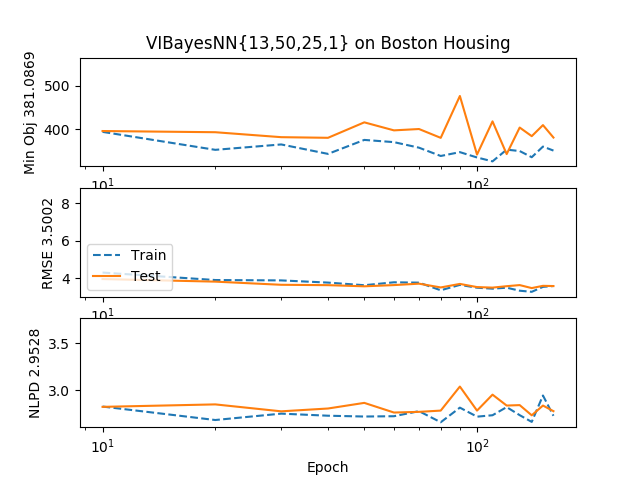 VIBayesNN{13,50,25,1} on Boston Housing
Min Obj 381.0869
500
400
10¹ 10²
RMSE 3.5002
8
6
4
Train
Test
10¹ 10²
NLPD 2.9528
3.5
3.0
10¹ 10²
Epoch